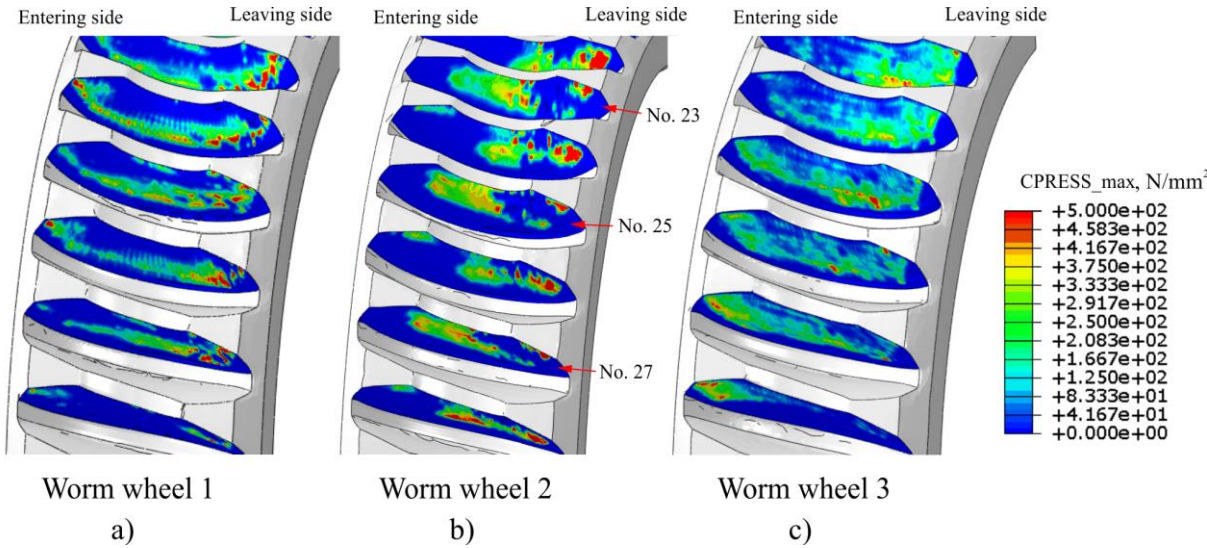 Entering side Leaving side Entering side Leaving side Entering side Leaving side
No. 23
No. 25
No. 27
CPRESS_max, N/mm²
+5.000e+02
+4.583e+02
+4.167e+02
+3.750e+02
+3.333e+02
+2.917e+02
+2.500e+02
+2.083e+02
+1.667e+02
+1.250e+02
+8.333e+01
+4.167e+01
+0.000e+00
Worm wheel 1 Worm wheel 2 Worm wheel 3
a) b) c)